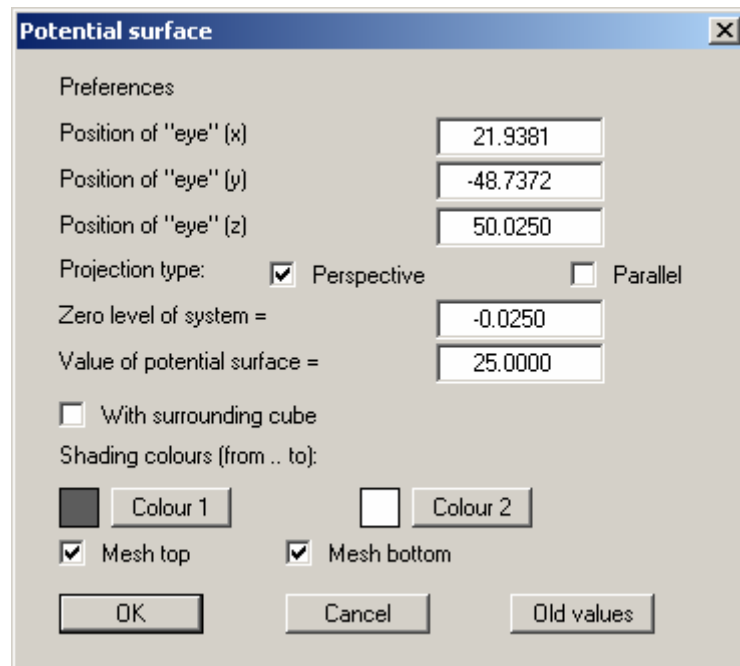 Potential surface
Preferences
Position of "eye" (x) 21.9381
Position of "eye" (y) -48.7372
Position of "eye" (z) 50.0250
Projection type: Perspective Parallel
Zero level of system = -0.0250
Value of potential surface = 25.0000
With surrounding cube
Shading colours (from .. to):
Colour 1 Colour 2
Mesh top Mesh bottom
OK Cancel Old values